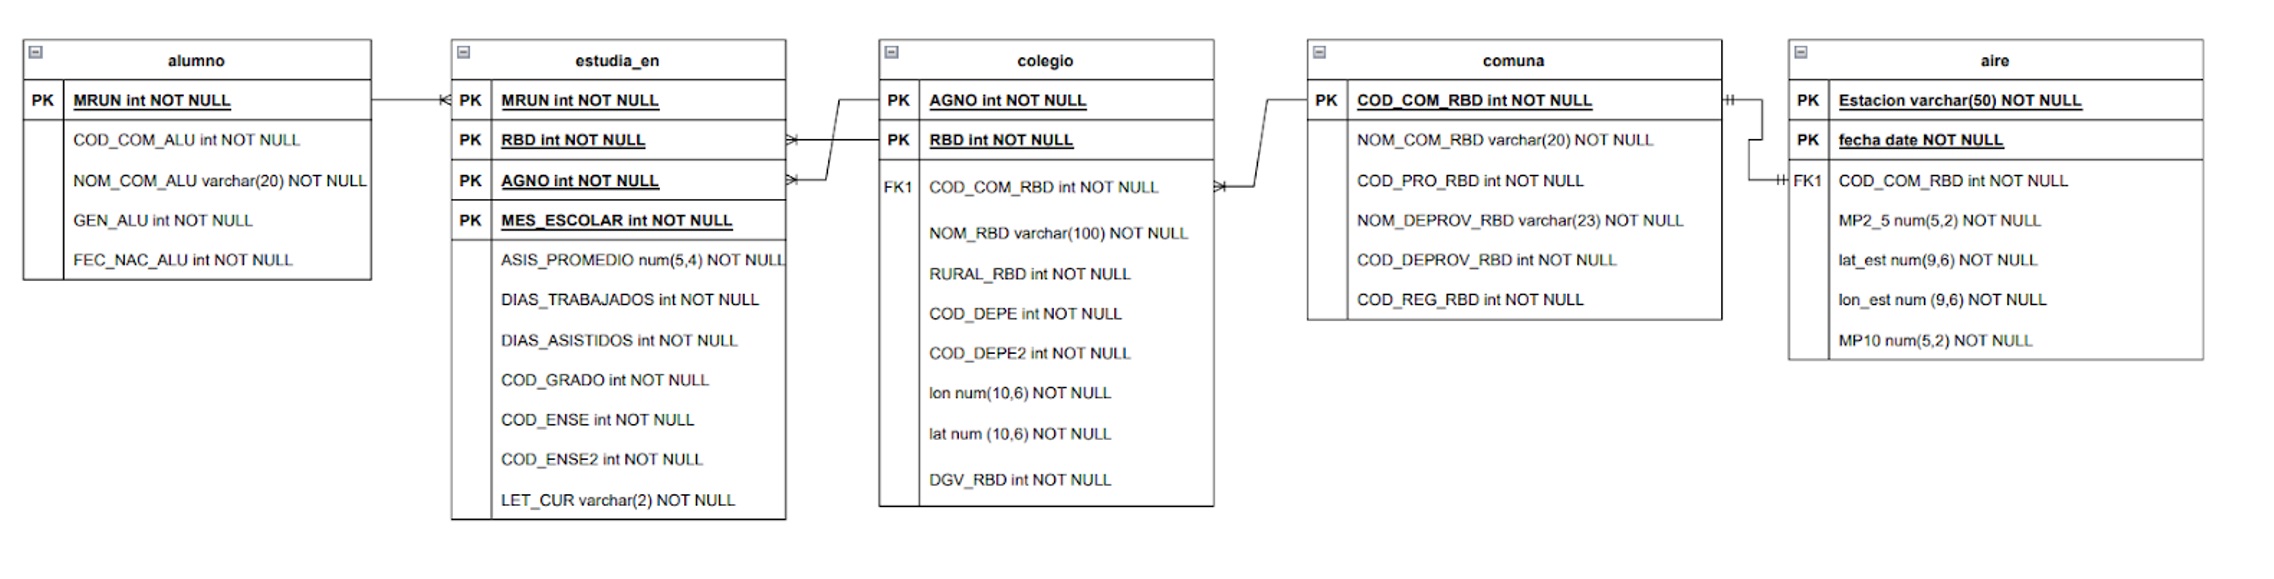 alumno
PK MRUN int NOT NULL
COD_COM_ALU int NOT NULL
NOM_COM_ALU varchar(20) NOT NULL
GEN_ALU int NOT NULL
FEC_NAC_ALU int NOT NULL
estudia_en
PK MRUN int NOT NULL
PK RBD int NOT NULL
PK AGNO int NOT NULL
PK MES_ESCOLAR int NOT NULL
ASIS_PROMEDIO num(5,4) NOT NULL
DIAS_TRABAJADOS int NOT NULL
DIAS_ASISTIDOS int NOT NULL
COD_GRADO int NOT NULL
COD_ENSE int NOT NULL
COD_ENSE2 int NOT NULL
LET_CUR varchar(2) NOT NULL
colegio
PK AGNO int NOT NULL
PK RBD int NOT NULL
FK1 COD_COM_RBD int NOT NULL
NOM_RBD varchar(100) NOT NULL
RURAL_RBD int NOT NULL
COD_DEPE int NOT NULL
COD_DEPE2 int NOT NULL
lon num(10,6) NOT NULL
lat num (10,6) NOT NULL
DGV_RBD int NOT NULL
comuna
PK COD_COM_RBD int NOT NULL
NOM_COM_RBD varchar(20) NOT NULL
COD_PRO_RBD int NOT NULL
NOM_DEPROV_RBD varchar(23) NOT NULL
COD_DEPROV_RBD int NOT NULL
COD_REG_RBD int NOT NULL
aire
PK Estacion varchar(50) NOT NULL
PK fecha date NOT NULL
FK1 COD_COM_RBD int NOT NULL
MP2_5 num(5,2) NOT NULL
lat_est num(9,6) NOT NULL
lon_est num (9,6) NOT NULL
MP10 num(5,2) NOT NULL